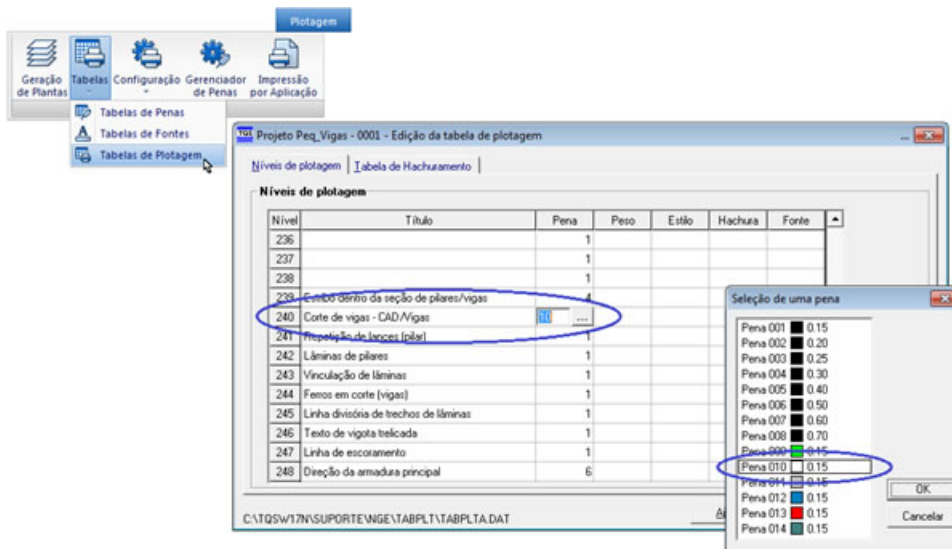 Plotagem
Geração de Plantas
Tabelas
Configuração
Gerenciador de Penas
Impressão por Aplicação
Tabelas de Penas
Tabelas de Fontes
Tabelas de Plotagem
TQS Projeto Peq_Vigas - 0001 - Edição da tabela de plotagem
Níveis de plotagem Tabela de Hachuramento
Níveis de plotagem
Nível Título Pena Peso Estilo Hachura Fonte
236 1
237 1
238 1
239 Estribo dentro da seção de pilares/vigas 4
240 Corte de vigas - CAD/Vigas 10 ...
241 Repetição de lances (pilar) 1
242 Lâminas de pilares 1
243 Vinculação de lâminas 1
244 Ferros em corte (vigas) 1
245 Linha divisória de trechos de lâminas 1
246 Texto de vigota treliçada 1
247 Linha de escoramento 1
248 Direção da armadura principal 6
C:\TQSW17N\SUPORTE\NGE\TABPLT\TABPLTA.DAT
Seleção de uma pena
Pena 001 0.15
Pena 002 0.20
Pena 003 0.25
Pena 004 0.30
Pena 005 0.40
Pena 006 0.50
Pena 007 0.60
Pena 008 0.70
Pena 009 0.15
Pena 010 0.15
Pena 011 0.15
Pena 012 0.15
Pena 013 0.15
Pena 014 0.15
OK
Cancelar